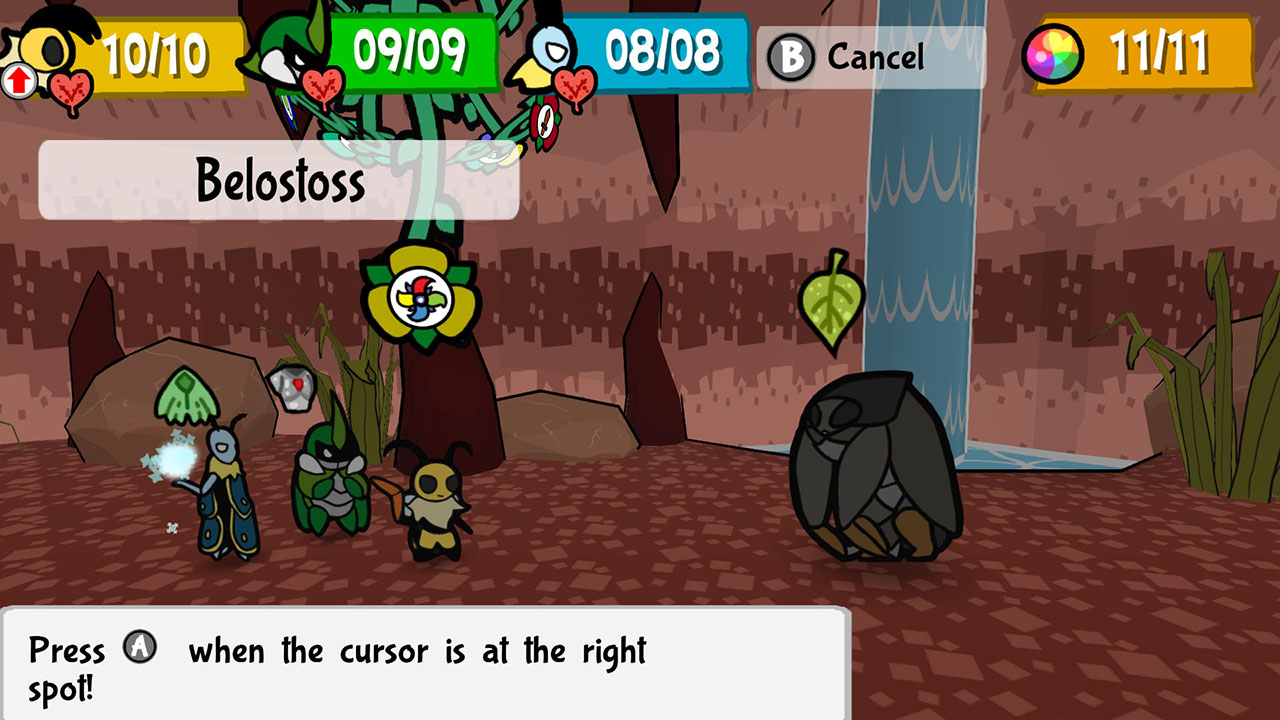 10/10
09/09
08/08
B Cancel
11/11
Belostoss
Press A when the cursor is at the right
spot!